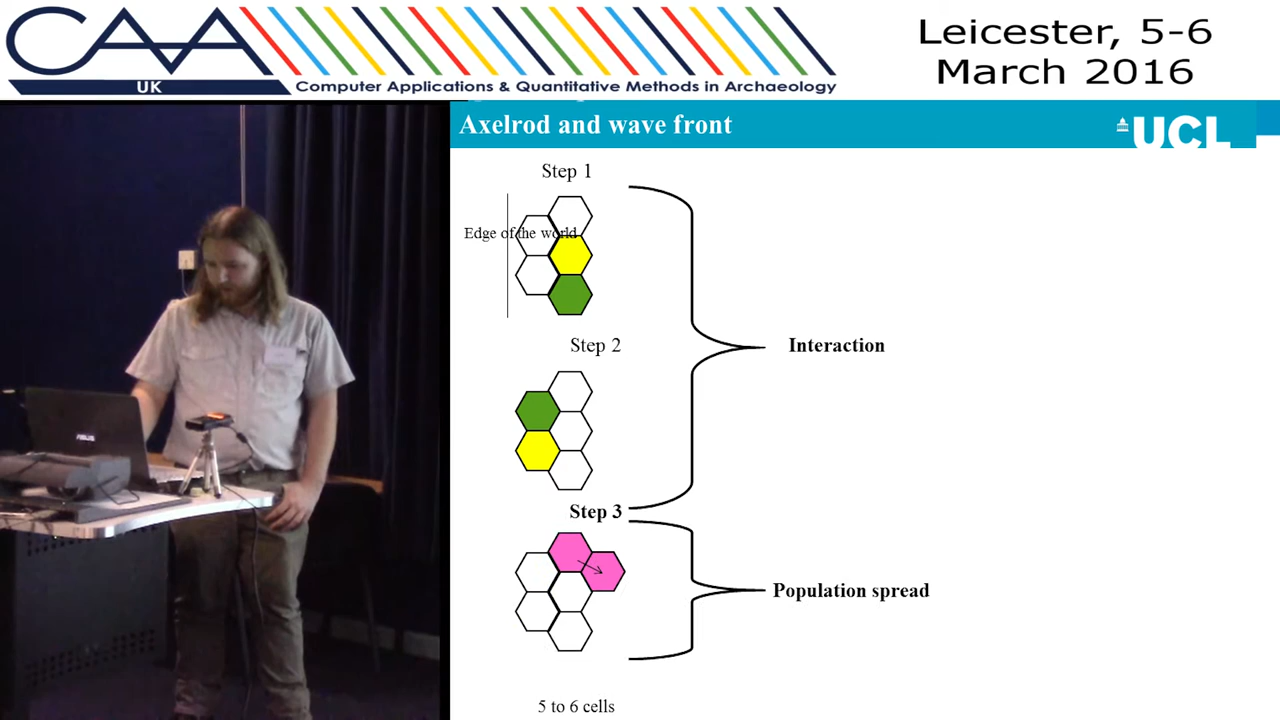 CAA
UK
Computer Applications & Quantitative Methods in Archaeology
Leicester, 5-6
March 2016
Axelrod and wave front
UCL
Step 1
Edge of the world
Step 2
Interaction
Step 3
Population spread
5 to 6 cells
ASUS